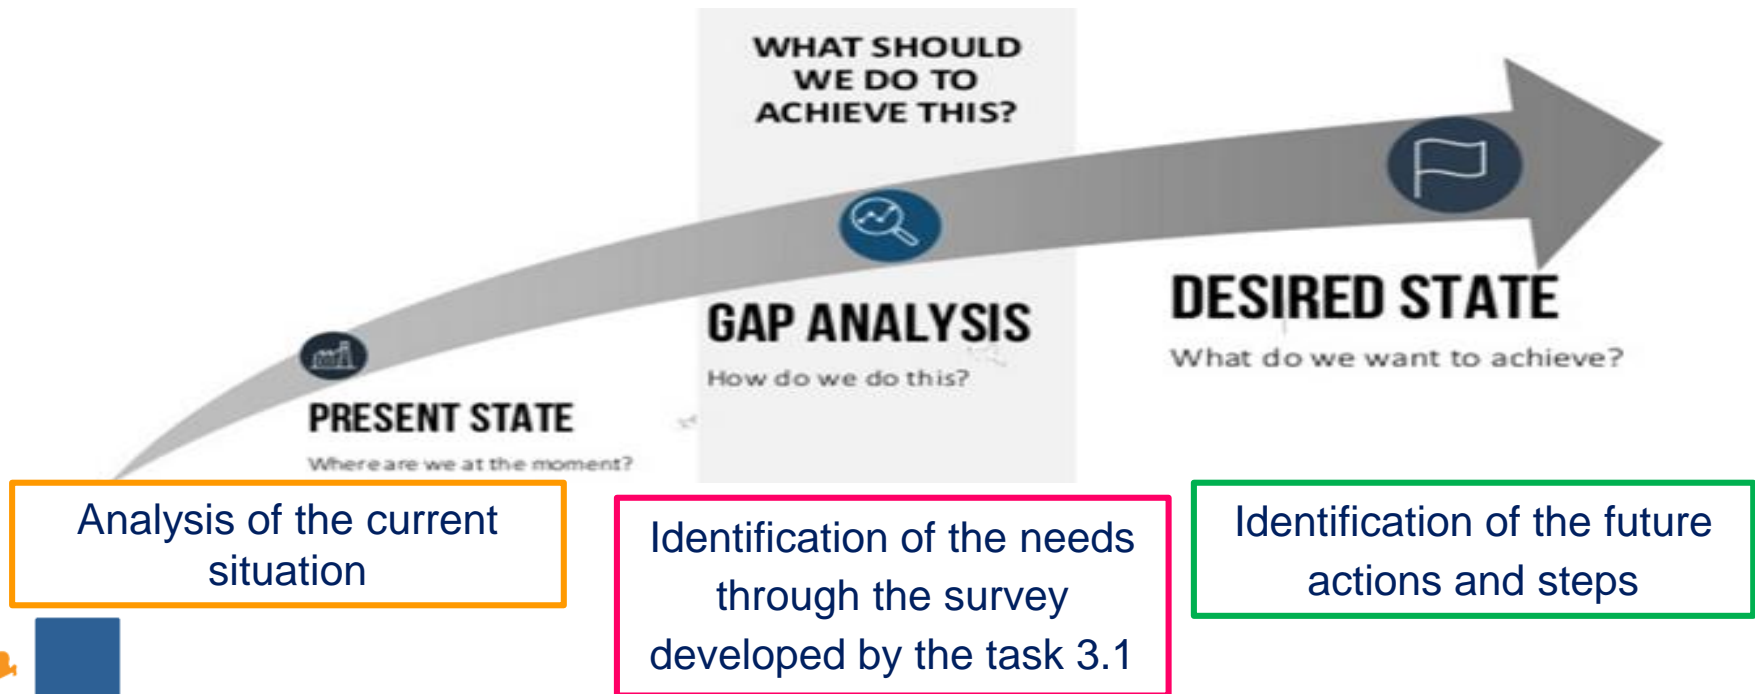 WHAT SHOULD
WE DO TO
ACHIEVE THIS?
PRESENT STATE
Where are we at the moment?
GAP ANALYSIS
How do we do this?
DESIRED STATE
What do we want to achieve?
Analysis of the current
situation
Identification of the needs
through the survey
developed by the task 3.1
Identification of the future
actions and steps